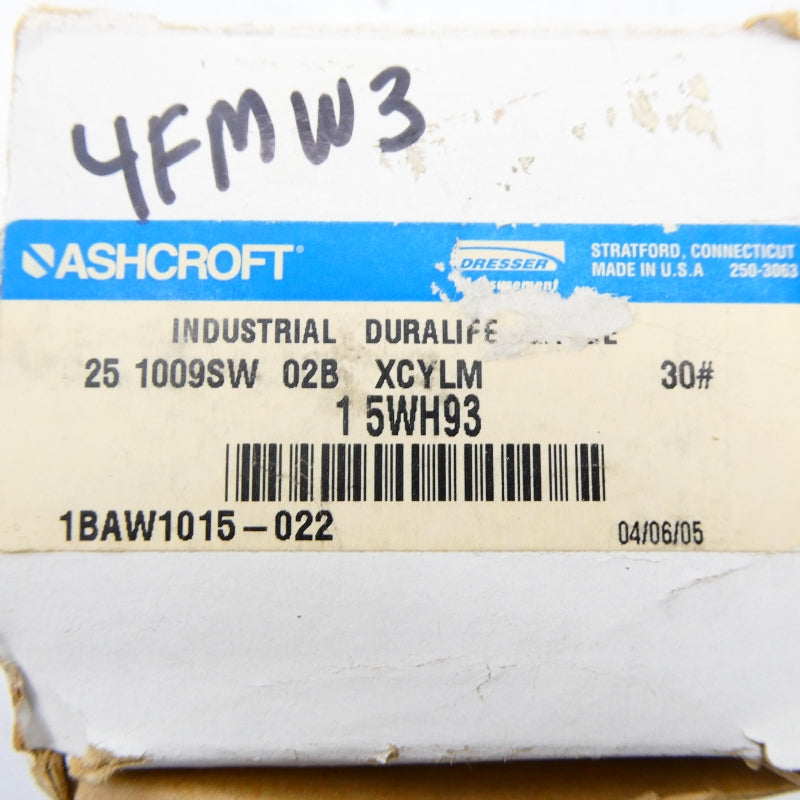 4FMW3
ASHCROFT®
DRESSER
STRATFORD, CONNECTICUT
MADE IN U.S.A 250-3063
INDUSTRIAL DURALIFE
25 1009SW 02B XCYLM 30#
1 5WH93
1BAW1015-022 04/06/05